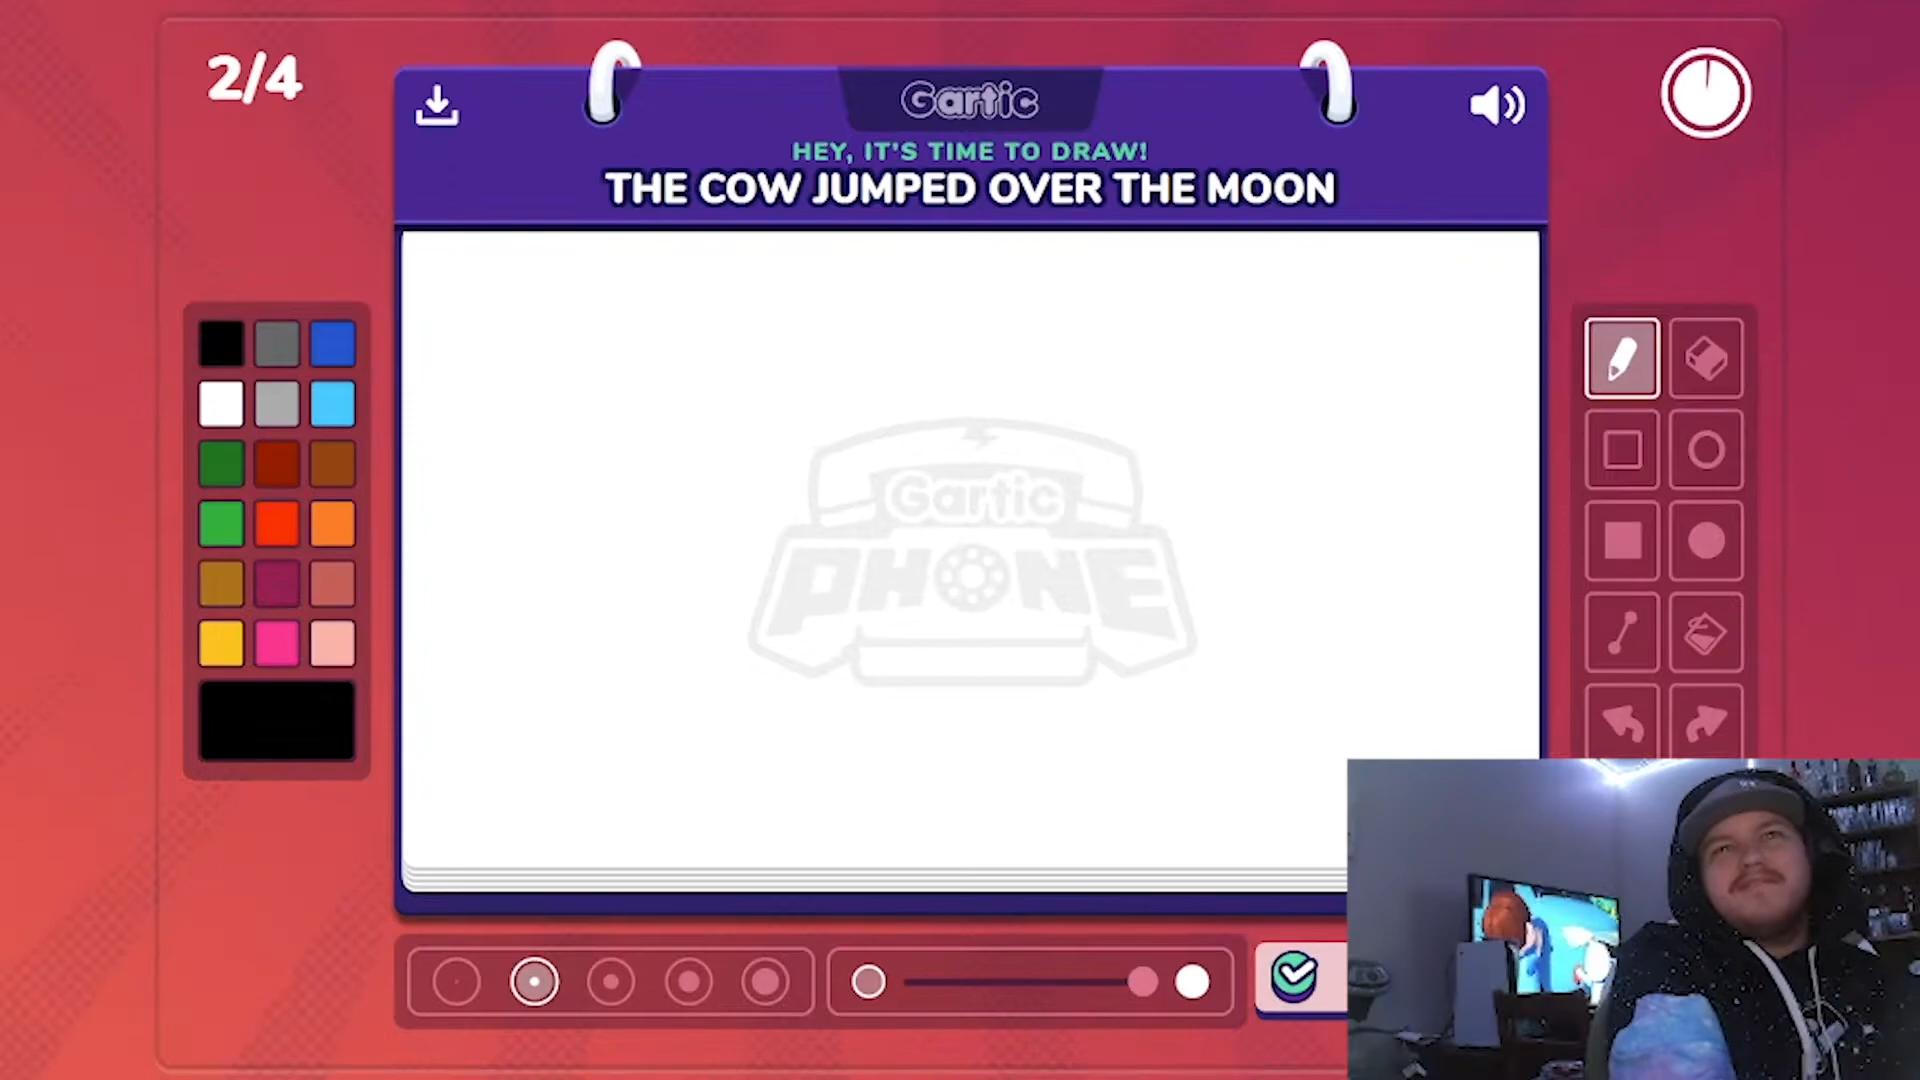 2/4
Gartic
HEY, IT'S TIME TO DRAW!
THE COW JUMPED OVER THE MOON
Gartic
PHONE